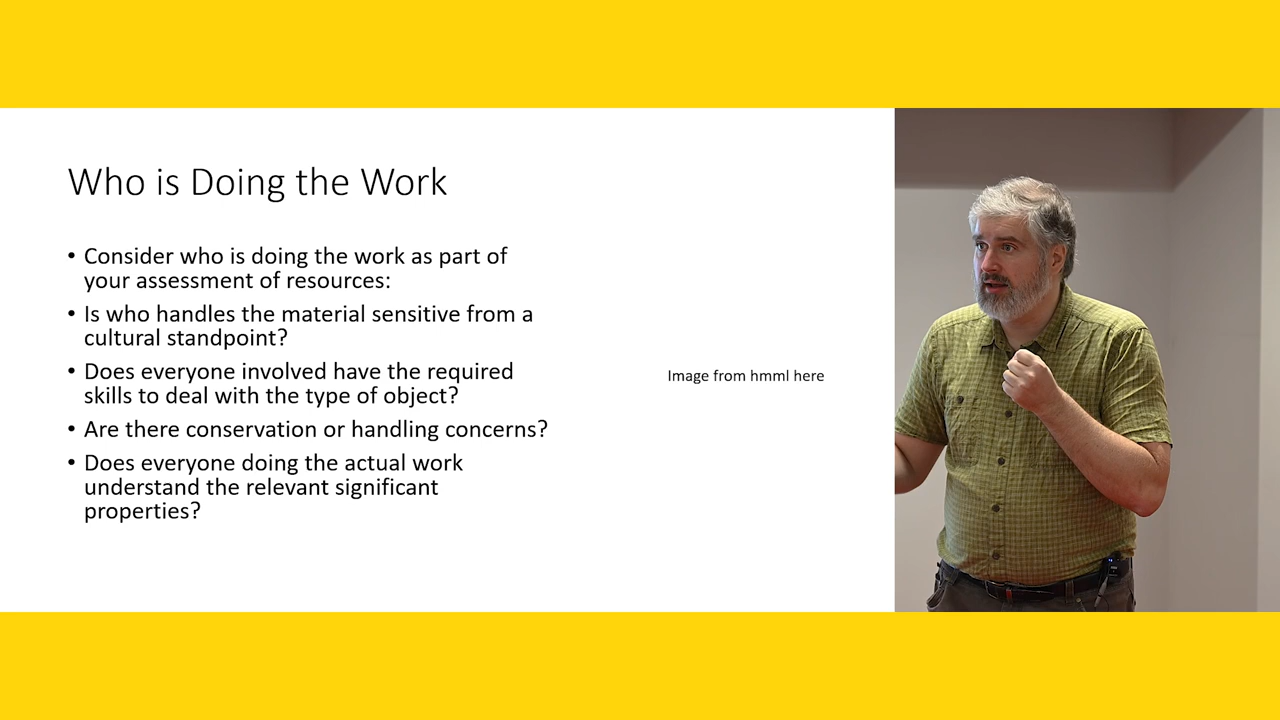 Who is Doing the Work
• Consider who is doing the work as part of
your assessment of resources:
• Is who handles the material sensitive from a
cultural standpoint?
• Does everyone involved have the required
skills to deal with the type of object?
• Are there conservation or handling concerns?
• Does everyone doing the actual work
understand the relevant significant
properties?
Image from hmml here